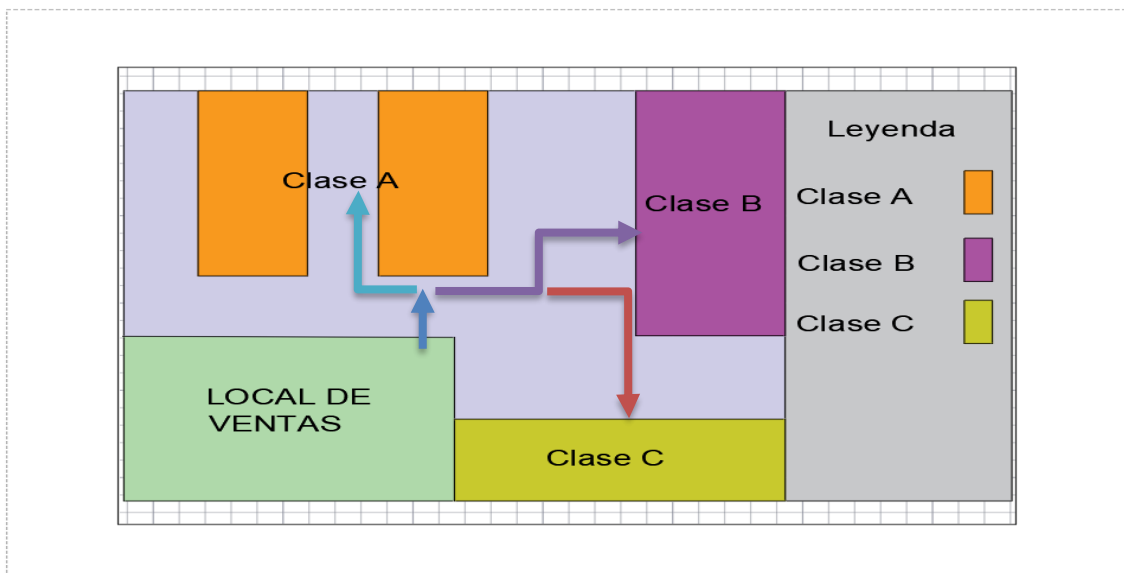 Leyenda
Clase A
Clase B
Clase A
Clase B
Clase C
LOCAL DE
VENTAS
Clase C